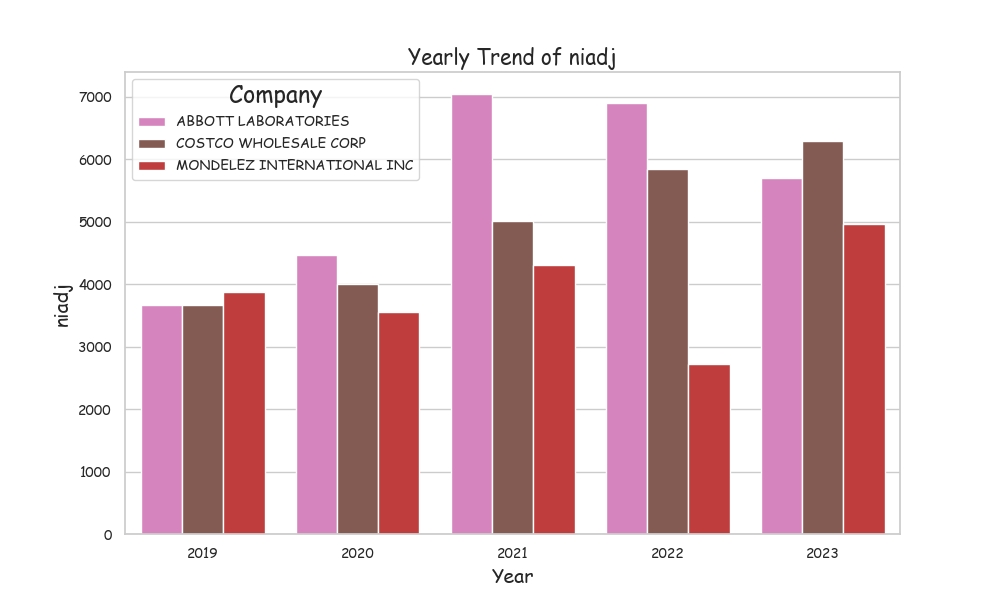 Yearly Trend of niadj
Company
ABBOTT LABORATORIES
COSTCO WHOLESALE CORP
MONDELEZ INTERNATIONAL INC
niadj
7000
6000
5000
4000
3000
2000
1000
0
2019 2020 2021 2022 2023
Year